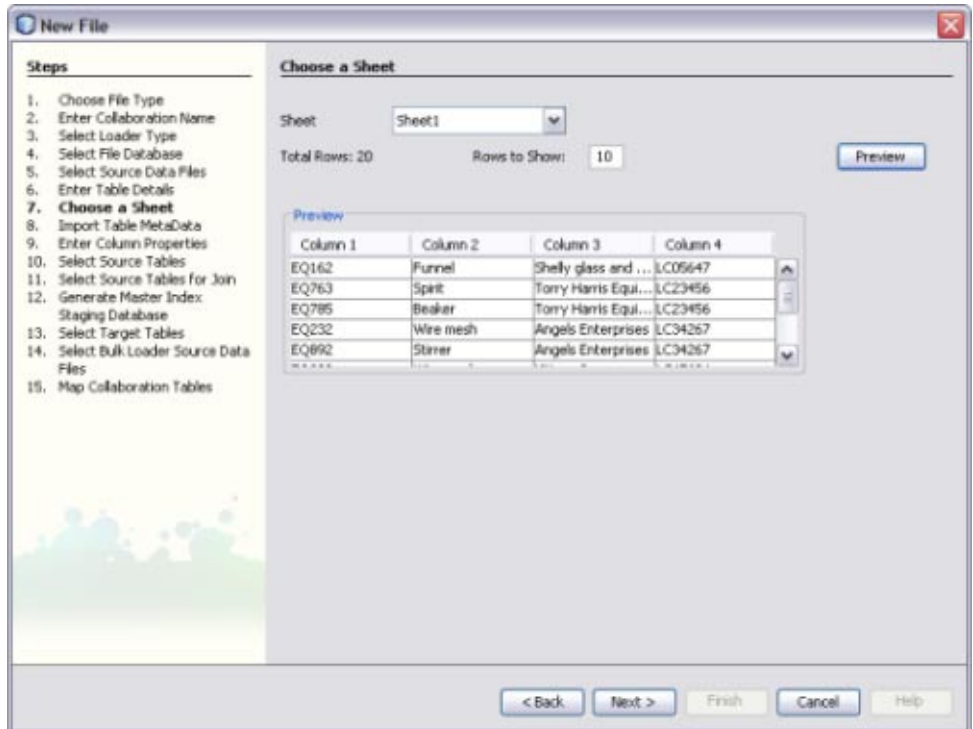 New File
Steps
1. Choose File Type
2. Enter Collaboration Name
3. Select Loader Type
4. Select File Database
5. Select Source Data Files
6. Enter Table Details
7. Choose a Sheet
8. Import Table MetaData
9. Enter Column Properties
10. Select Source Tables
11. Select Source Tables for Join
12. Generate Master Index
Staging Database
13. Select Target Tables
14. Select Bulk Loader Source Data
Files
15. Map Collaboration Tables
Choose a Sheet
Sheet Sheet1
Total Rows: 20 Rows to Show: 10 Preview
Preview
Column 1 Column 2 Column 3 Column 4
EQ162 Funnel Shelly glass and ... LC05647
EQ763 Spirit Torry Harris Equi... LC23456
EQ785 Beaker Torry Harris Equi... LC23456
EQ232 Wire mesh Angels Enterprises LC34267
EQ892 Stirrer Angels Enterprises LC34267
< Back Next > Finish Cancel Help